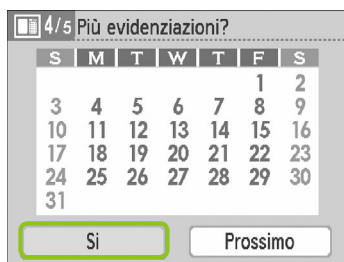 4/5 Più evidenziazioni?
S M T W T F S
1 2
3 4 5 6 7 8 9
10 11 12 13 14 15 16
17 18 19 20 21 22 23
24 25 26 27 28 29 30
31
Si Prossimo